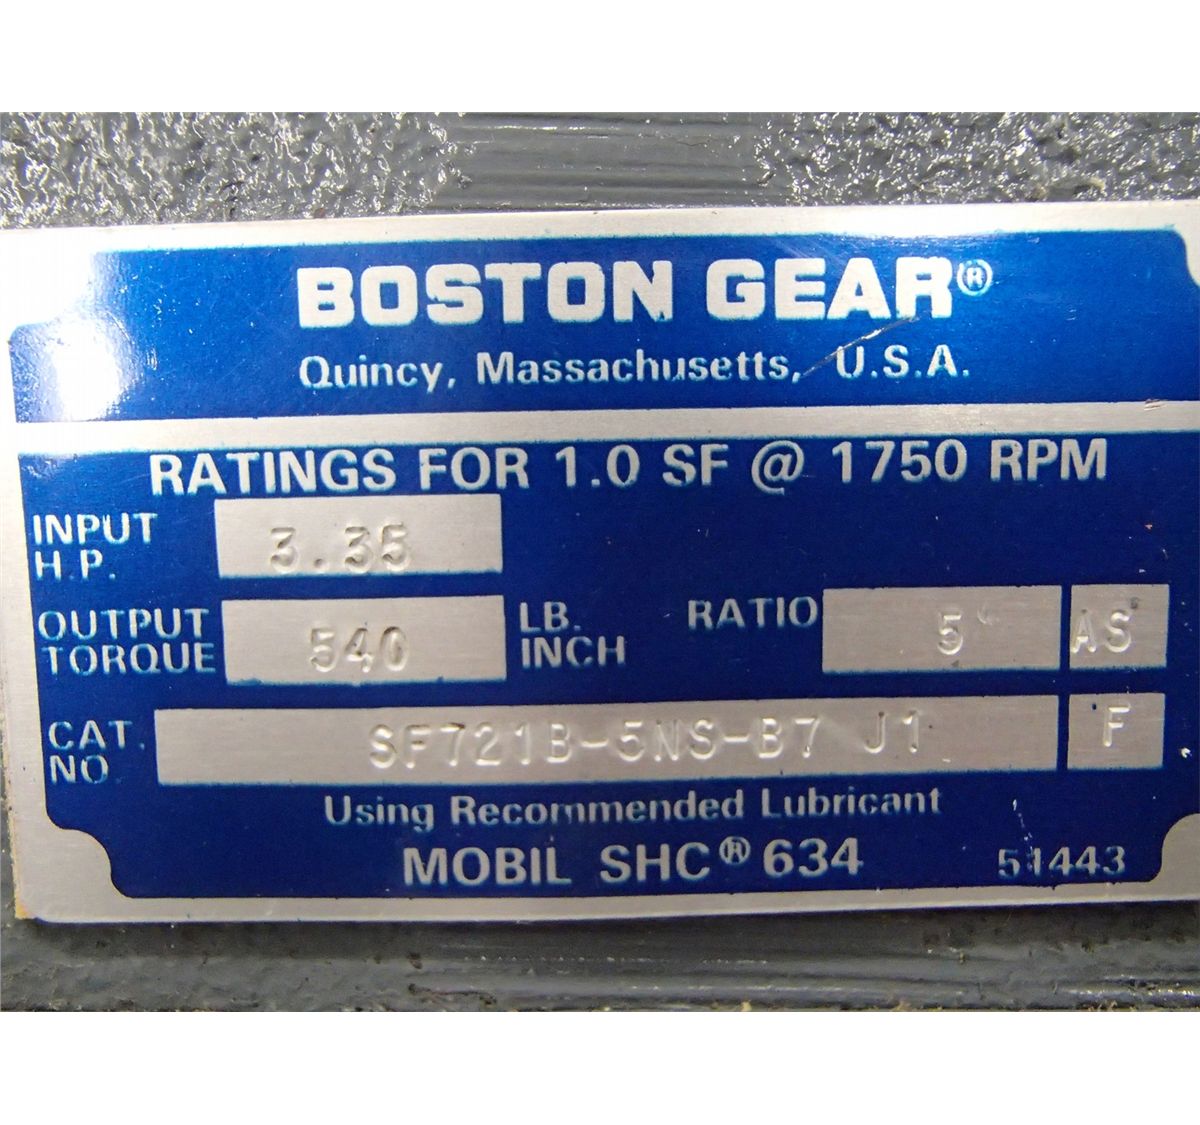 BOSTON GEAR®
Quincy, Massachusetts, U.S.A.
RATINGS FOR 1.0 SF @ 1750 RPM
INPUT H.P. 3.35
OUTPUT TORQUE 540 LB. INCH RATIO 5 AS
CAT. NO. SF721B-5NS-B7 J1 F
Using Recommended Lubricant
MOBIL SHC® 634 51443